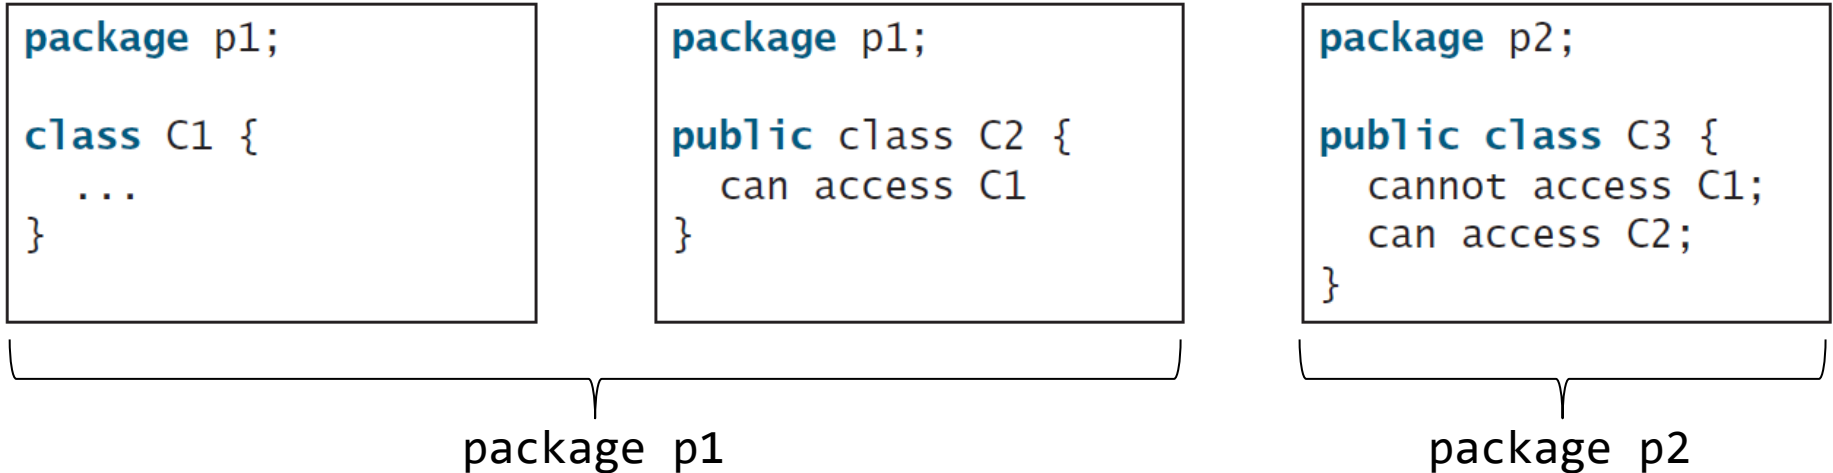 package p1;
class C1 {
...
}
package p1;
public class C2 {
can access C1
}
package p2;
public class C3 {
cannot access C1;
can access C2;
}
package p1
package p2